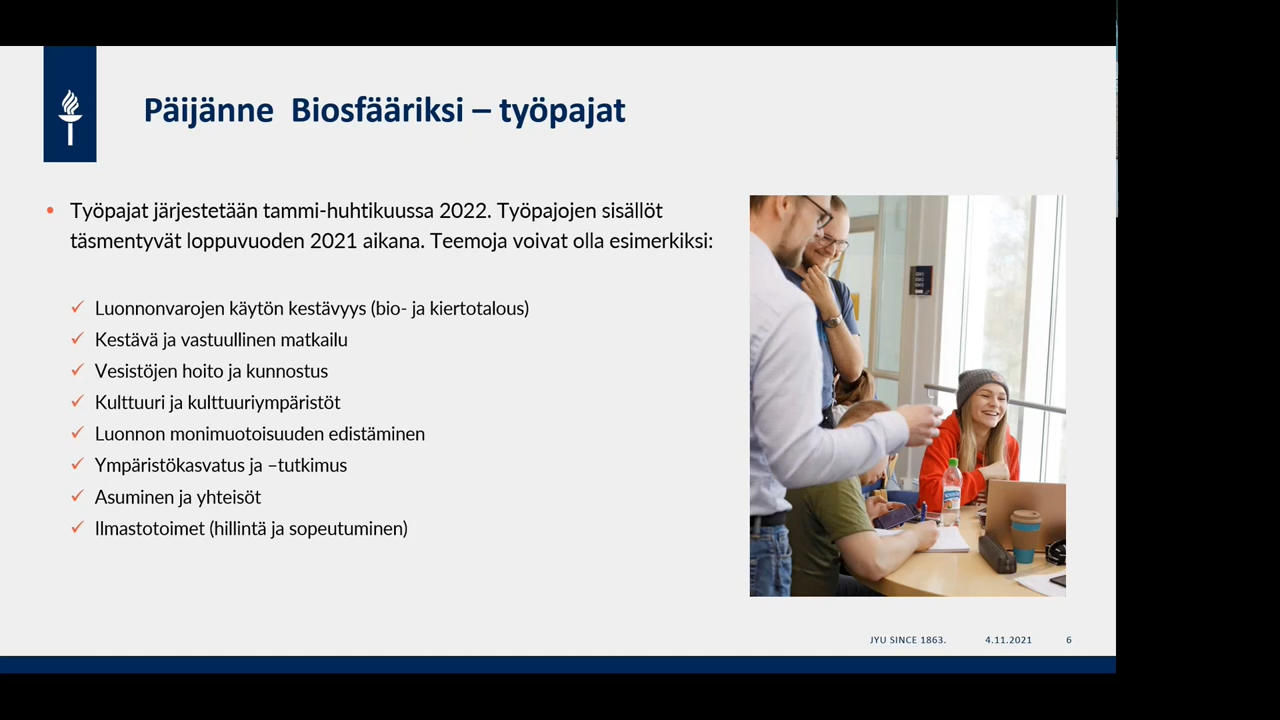 Päijänne Biosfääriksi – työpajat
• Työpajat järjestetään tammi-huhtikuussa 2022. Työpajojen sisällöt
täsmentyvät loppuvuoden 2021 aikana. Teemoja voivat olla esimerkiksi:
✓ Luonnonvarojen käytön kestävyys (bio- ja kiertotalous)
✓ Kestävä ja vastuullinen matkailu
✓ Vesistöjen hoito ja kunnostus
✓ Kulttuuri ja kulttuuriympäristöt
✓ Luonnon monimuotoisuuden edistäminen
✓ Ympäristökasvatus ja –tutkimus
✓ Asuminen ja yhteisöt
✓ Ilmastotoimet (hillintä ja sopeutuminen)
JYU SINCE 1863. 4.11.2021 6